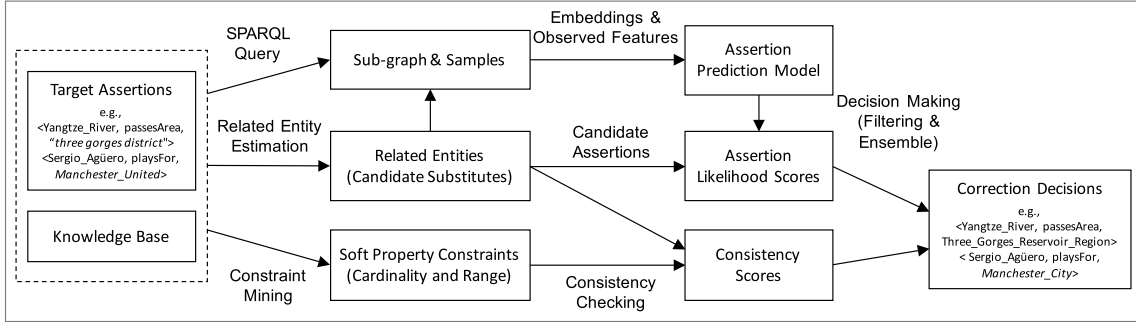 SPARQL
Query
Embeddings &
Observed Features
Target Assertions
e.g.,
<Yangtze_River, passesArea,
"three gorges district">
<Sergio_Agüero, playsFor,
Manchester_United>
Knowledge Base
Related Entity
Estimation
Constraint
Mining
Sub-graph & Samples
Related Entities
(Candidate Substitutes)
Soft Property Constraints
(Cardinality and Range)
Candidate
Assertions
Consistency
Checking
Assertion
Prediction Model
Assertion
Likelihood Scores
Consistency
Scores
Decision Making
(Filtering &
Ensemble)
Correction Decisions
e.g.,
<Yangtze_River, passesArea,
Three_Gorges_Reservoir_Region>
< Sergio_Agüero, playsFor,
Manchester_City>